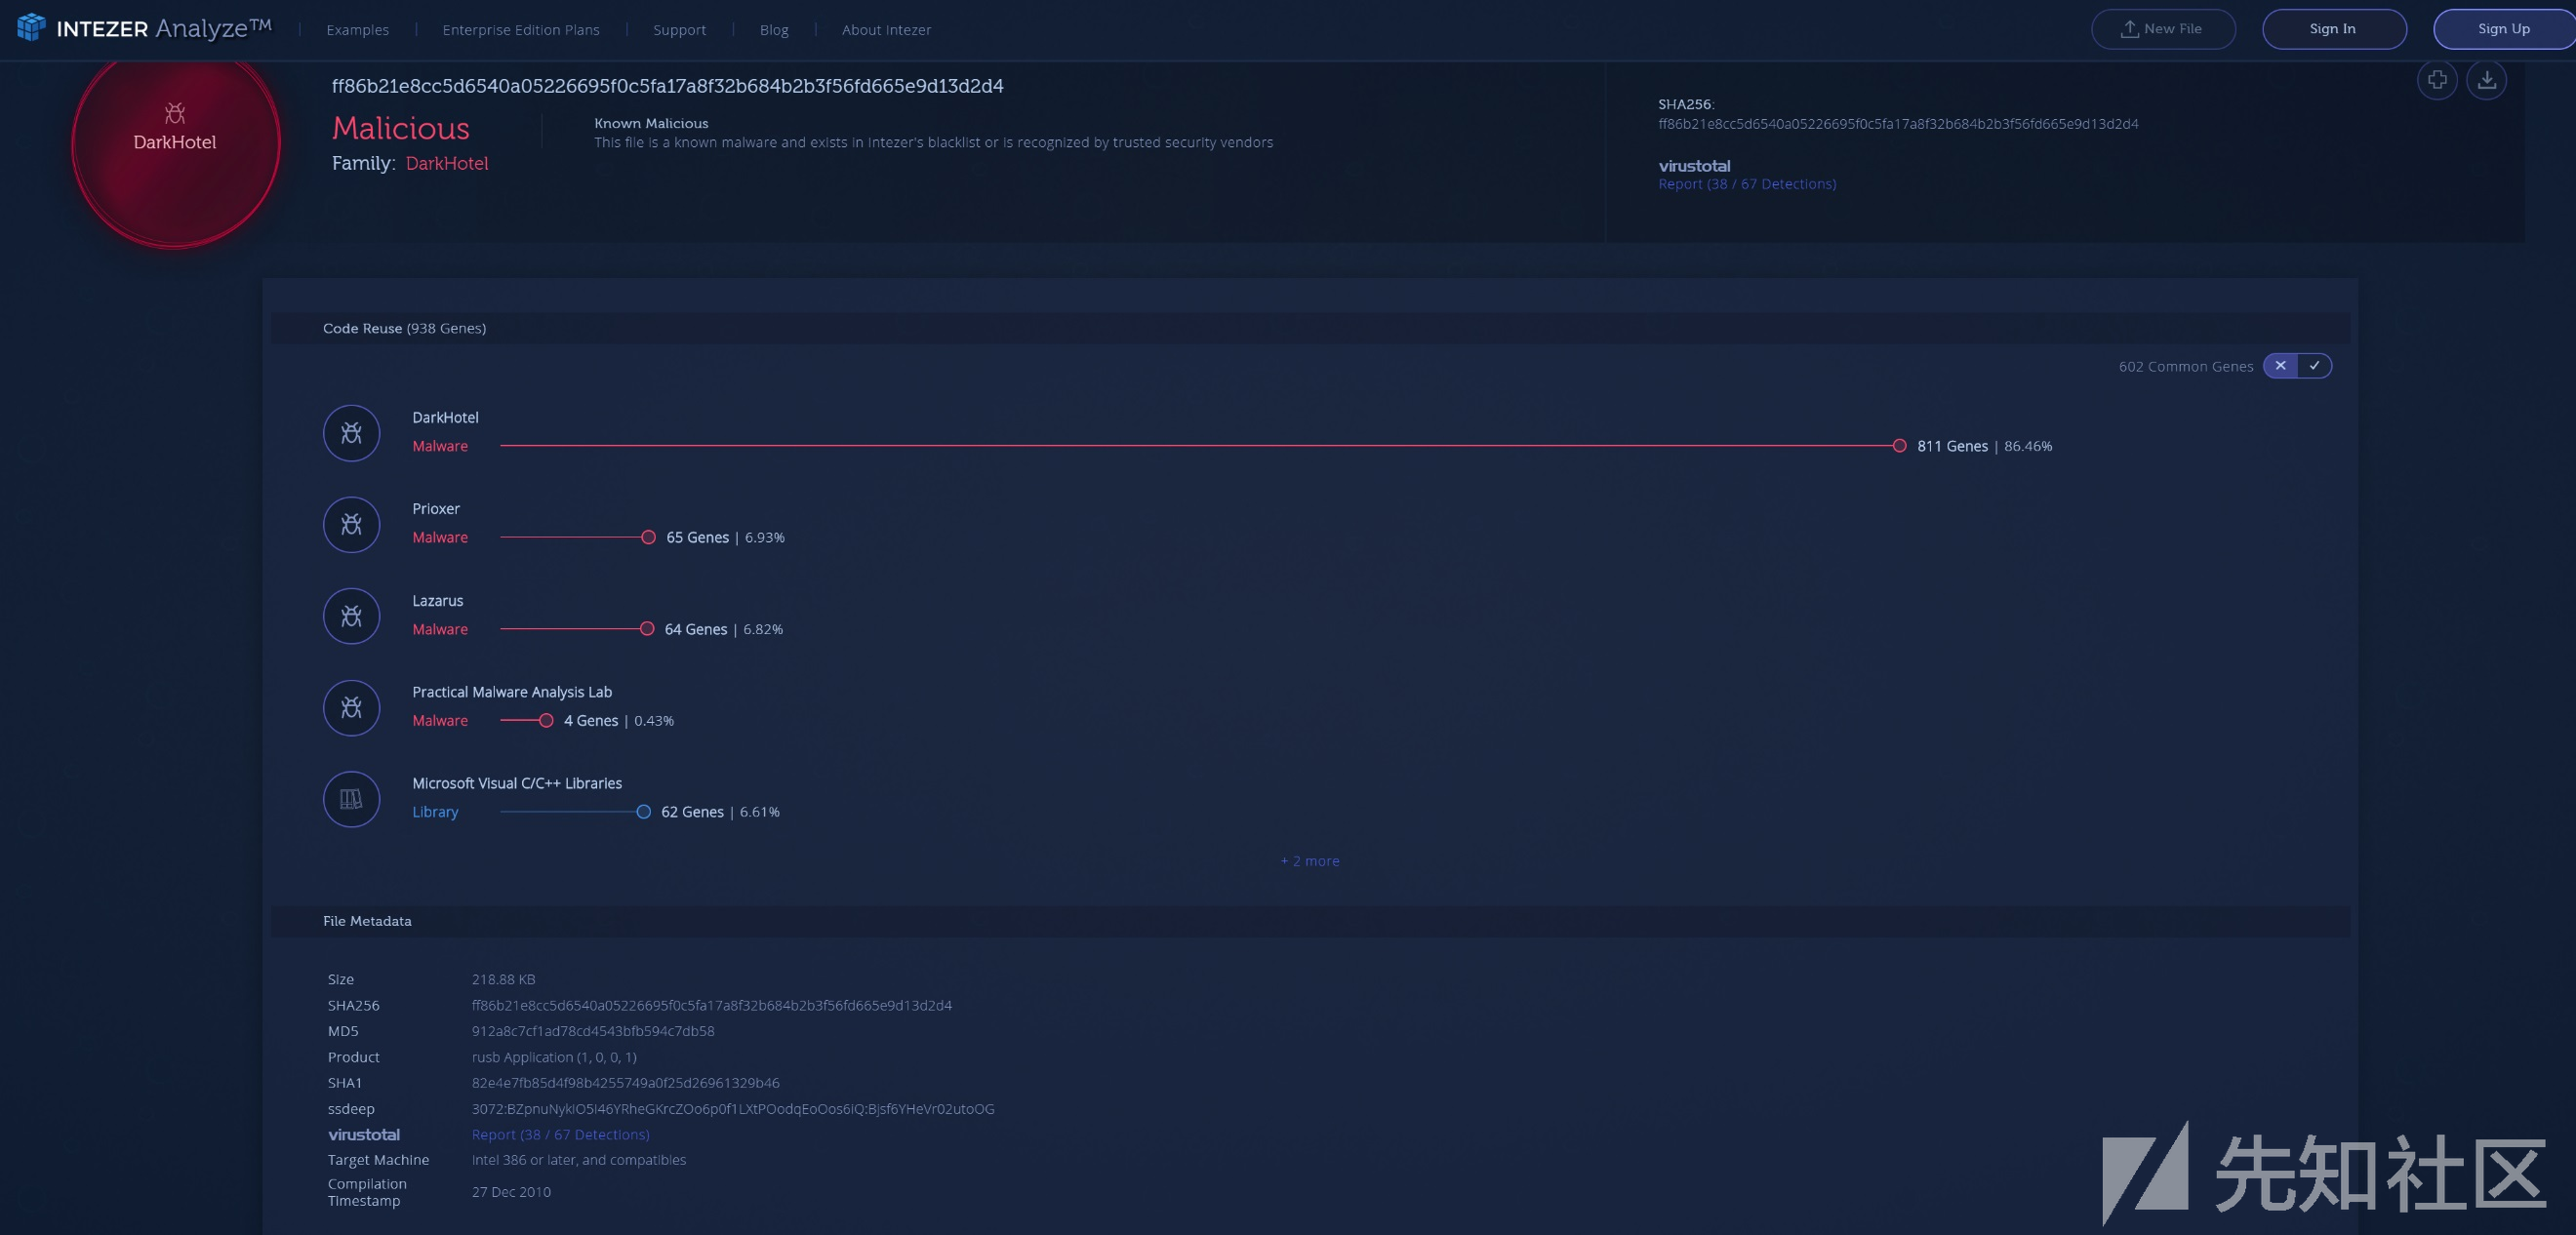 INTEZER Analyze™ | Examples | Enterprise Edition Plans | Support | Blog | About Intezer New File Sign In Sign Up
DarkHotel
ff86b21e8cc5d6540a05226695f0c5fa17a8f32b684b2b3f56fd665e9d13d2d4
Malicious
Family: DarkHotel
Known Malicious
This file is a known malware and exists in Intezer's blacklist or is recognized by trusted security vendors
SHA256:
ff86b21e8cc5d6540a05226695f0c5fa17a8f32b684b2b3f56fd665e9d13d2d4
virustotal
Report (38 / 67 Detections)
Code Reuse (938 Genes)
602 Common Genes
DarkHotel
Malware 811 Genes | 86.46%
Prioxer
Malware 65 Genes | 6.93%
Lazarus
Malware 64 Genes | 6.82%
Practical Malware Analysis Lab
Malware 4 Genes | 0.43%
Microsoft Visual C/C++ Libraries
Library 62 Genes | 6.61%
+ 2 more
File Metadata
Size 218.88 KB
SHA256 ff86b21e8cc5d6540a05226695f0c5fa17a8f32b684b2b3f56fd665e9d13d2d4
MD5 912a8c7cf1ad78cd4543bfb594c7db58
Product rusb Application (1, 0, 0, 1)
SHA1 82e4e7fb85d4f98b4255749a0f25d26961329b46
ssdeep 3072:BZpnuNykIO5I46YRheGKrcZOo6p0f1LXtPOodqEoOos6iQ:Bjsf6YHeVr02utoOG
virustotal Report (38 / 67 Detections)
Target Machine Intel 386 or later, and compatibles
Compilation
Timestamp 27 Dec 2010
先知社区